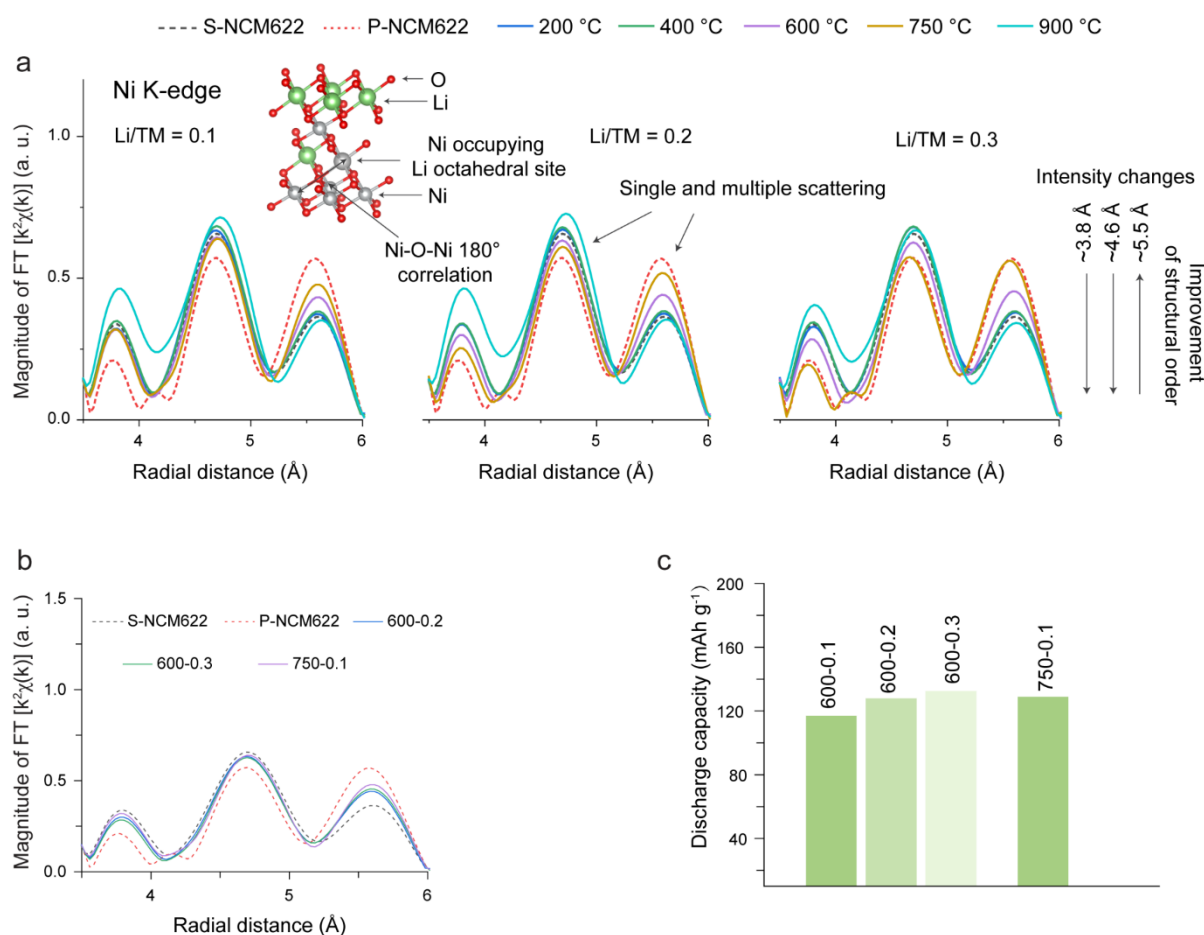 S-NCM622 P-NCM622 200 °C 400 °C 600 °C 750 °C 900 °C
a
Ni K-edge
Li/TM = 0.1
O
Li
Ni occupying
Li octahedral site
Ni
Ni-O-Ni 180°
correlation
Li/TM = 0.2
Single and multiple scattering
Li/TM = 0.3
Intensity changes
~3.8 Å
~4.6 Å
~5.5 Å
Improvement
of structural order
Magnitude of FT [k²χ(k)] (a. u.)
1.0
0.5
0.0
4 5 6
4 5 6
4 5 6
Radial distance (Å)
Radial distance (Å)
Radial distance (Å)
b
Magnitude of FT [k²χ(k)] (a. u.)
1.5
1.0
0.5
0.0
S-NCM622 P-NCM622 600-0.2
600-0.3 750-0.1
4 5 6
Radial distance (Å)
c
Discharge capacity (mAh g⁻¹)
200
160
120
80
40
600-0.1
600-0.2
600-0.3
750-0.1